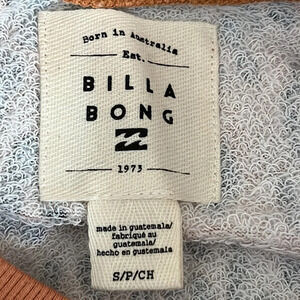 Born in Australia
Est.
BILLA
BONG
1973
made in guatemala/
fabriqué au
guatemala/
hecho en guatemala
S/P/CH